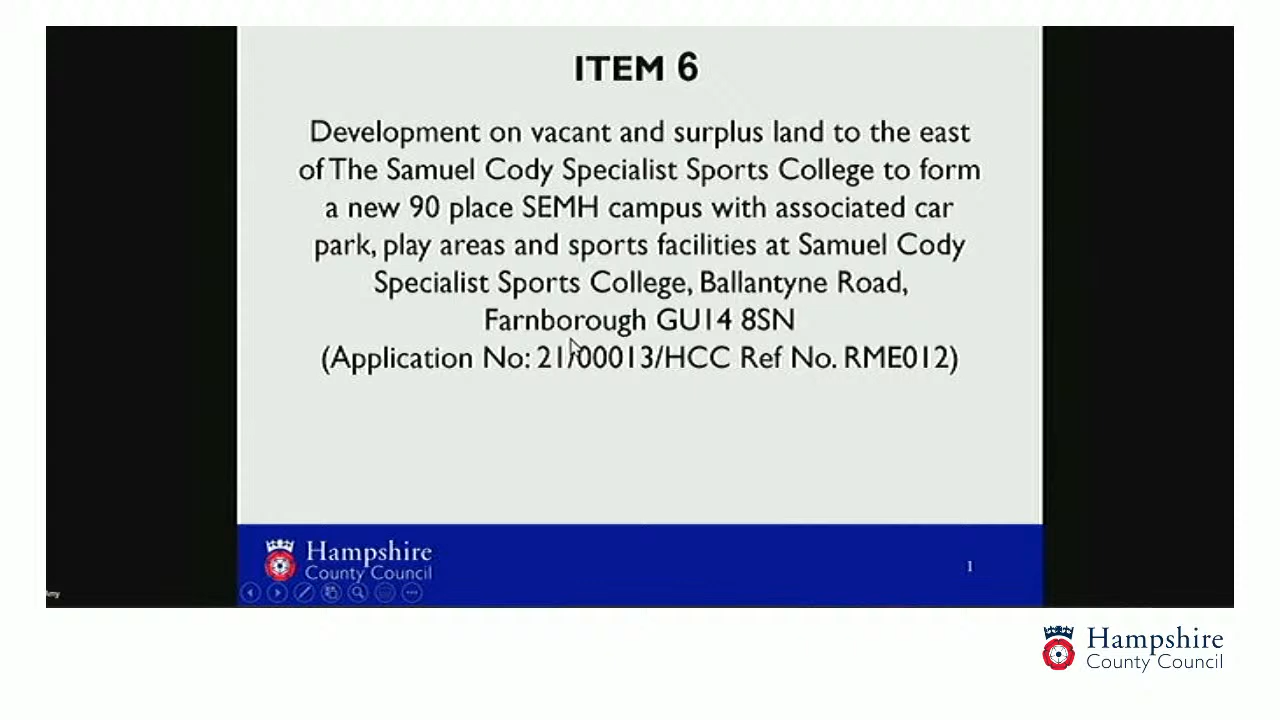 ITEM 6
Development on vacant and surplus land to the east
of The Samuel Cody Specialist Sports College to form
a new 90 place SEMH campus with associated car
park, play areas and sports facilities at Samuel Cody
Specialist Sports College, Ballantyne Road,
Farnborough GU14 8SN
(Application No: 21/00013/HCC Ref No. RME012)
Hampshire
County Council
1
Amy
Hampshire
County Council